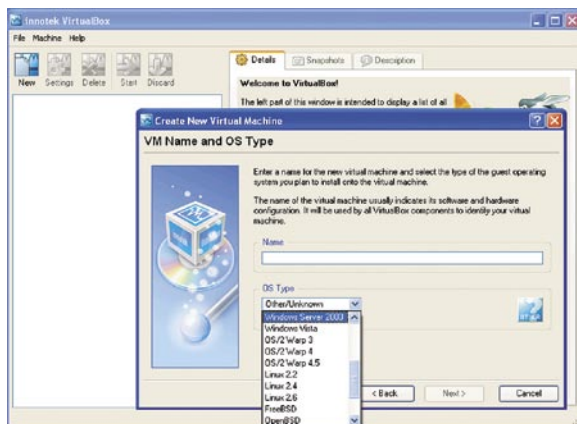 innotek VirtualBox
File Machine Help
New Settings Delete Start Discard
Details Snapshots Description
Welcome to VirtualBox!
The left part of this window is intended to display a list of all
Create New Virtual Machine
VM Name and OS Type
Enter a name for the new virtual machine and select the type of the guest operating
system you plan to install onto the virtual machine.
The name of the virtual machine usually indicates its software and hardware
configuration. It will be used by all VirtualBox components to identify your virtual
machine.
Name
OS Type
Other/Unknown
Windows Server 2003
Windows Vista
OS/2 Warp 3
OS/2 Warp 4
OS/2 Warp 4.5
Linux 2.2
Linux 2.4
Linux 2.6
FreeBSD
OpenBSD
< Back Next > Cancel